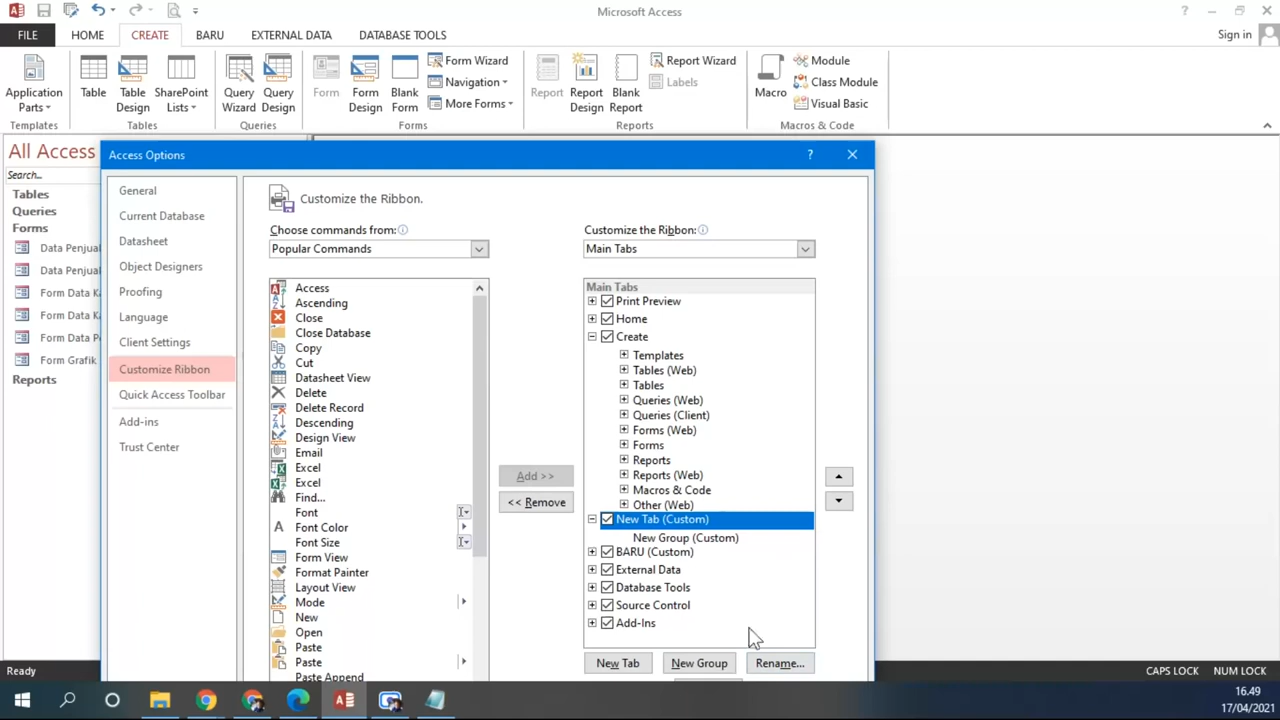 Microsoft Access
?
FILE
HOME
CREATE
BARU
EXTERNAL DATA
DATABASE TOOLS
Sign in
Application
Parts
Table
Table
Design
SharePoint
Lists
Query
Wizard
Query
Design
Form
Form
Design
Blank
Form
Form Wizard
Navigation
More Forms
Report
Report
Design
Blank
Report
Report Wizard
Labels
Macro
Module
Class Module
Visual Basic
Templates
Tables
Queries
Forms
Reports
Macros & Code
All Access
Search...
Tables
Queries
Forms
Data Penjual
Data Penjual
Form Data Ka
Form Data Ka
Form Data P
Form Grafik
Reports
Access Options
?
General
Current Database
Datasheet
Object Designers
Proofing
Language
Client Settings
Customize Ribbon
Quick Access Toolbar
Add-ins
Trust Center
Customize the Ribbon.
Choose commands from:
Popular Commands
Access
Ascending
Close
Close Database
Copy
Cut
Datasheet View
Delete
Delete Record
Descending
Design View
Email
Excel
Excel
Find...
Font
Font Color
Font Size
Form View
Format Painter
Layout View
Mode
New
Open
Paste
Paste
Paste Append
Add >>
<< Remove
Customize the Ribbon:
Main Tabs
Main Tabs
Print Preview
Home
Create
Templates
Tables (Web)
Tables
Queries (Web)
Queries (Client)
Forms (Web)
Forms
Reports
Reports (Web)
Macros & Code
Other (Web)
New Tab (Custom)
New Group (Custom)
BARU (Custom)
External Data
Database Tools
Source Control
Add-Ins
New Tab
New Group
Rename...
Ready
CAPS LOCK
NUM LOCK
16.49
17/04/2021